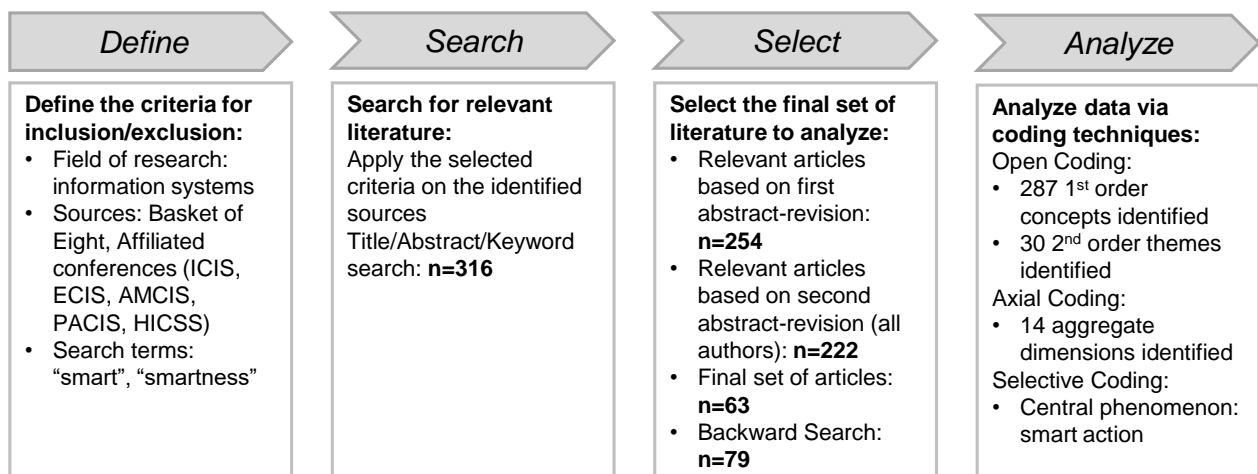 Define
Search
Select
Analyze
Define the criteria for
inclusion/exclusion:
• Field of research:
information systems
• Sources: Basket of
Eight, Affiliated
conferences (ICIS,
ECIS, AMCIS,
PACIS, HICSS)
• Search terms:
“smart”, “smartness”
Search for relevant
literature:
Apply the selected
criteria on the identified
sources
Title/Abstract/Keyword
search: n=316
Select the final set of
literature to analyze:
• Relevant articles
based on first
abstract-revision:
n=254
• Relevant articles
based on second
abstract-revision (all
authors): n=222
• Final set of articles:
n=63
• Backward Search:
n=79
Analyze data via
coding techniques:
Open Coding:
• 287 1st order
concepts identified
• 30 2nd order themes
identified
Axial Coding:
• 14 aggregate
dimensions identified
Selective Coding:
• Central phenomenon:
smart action